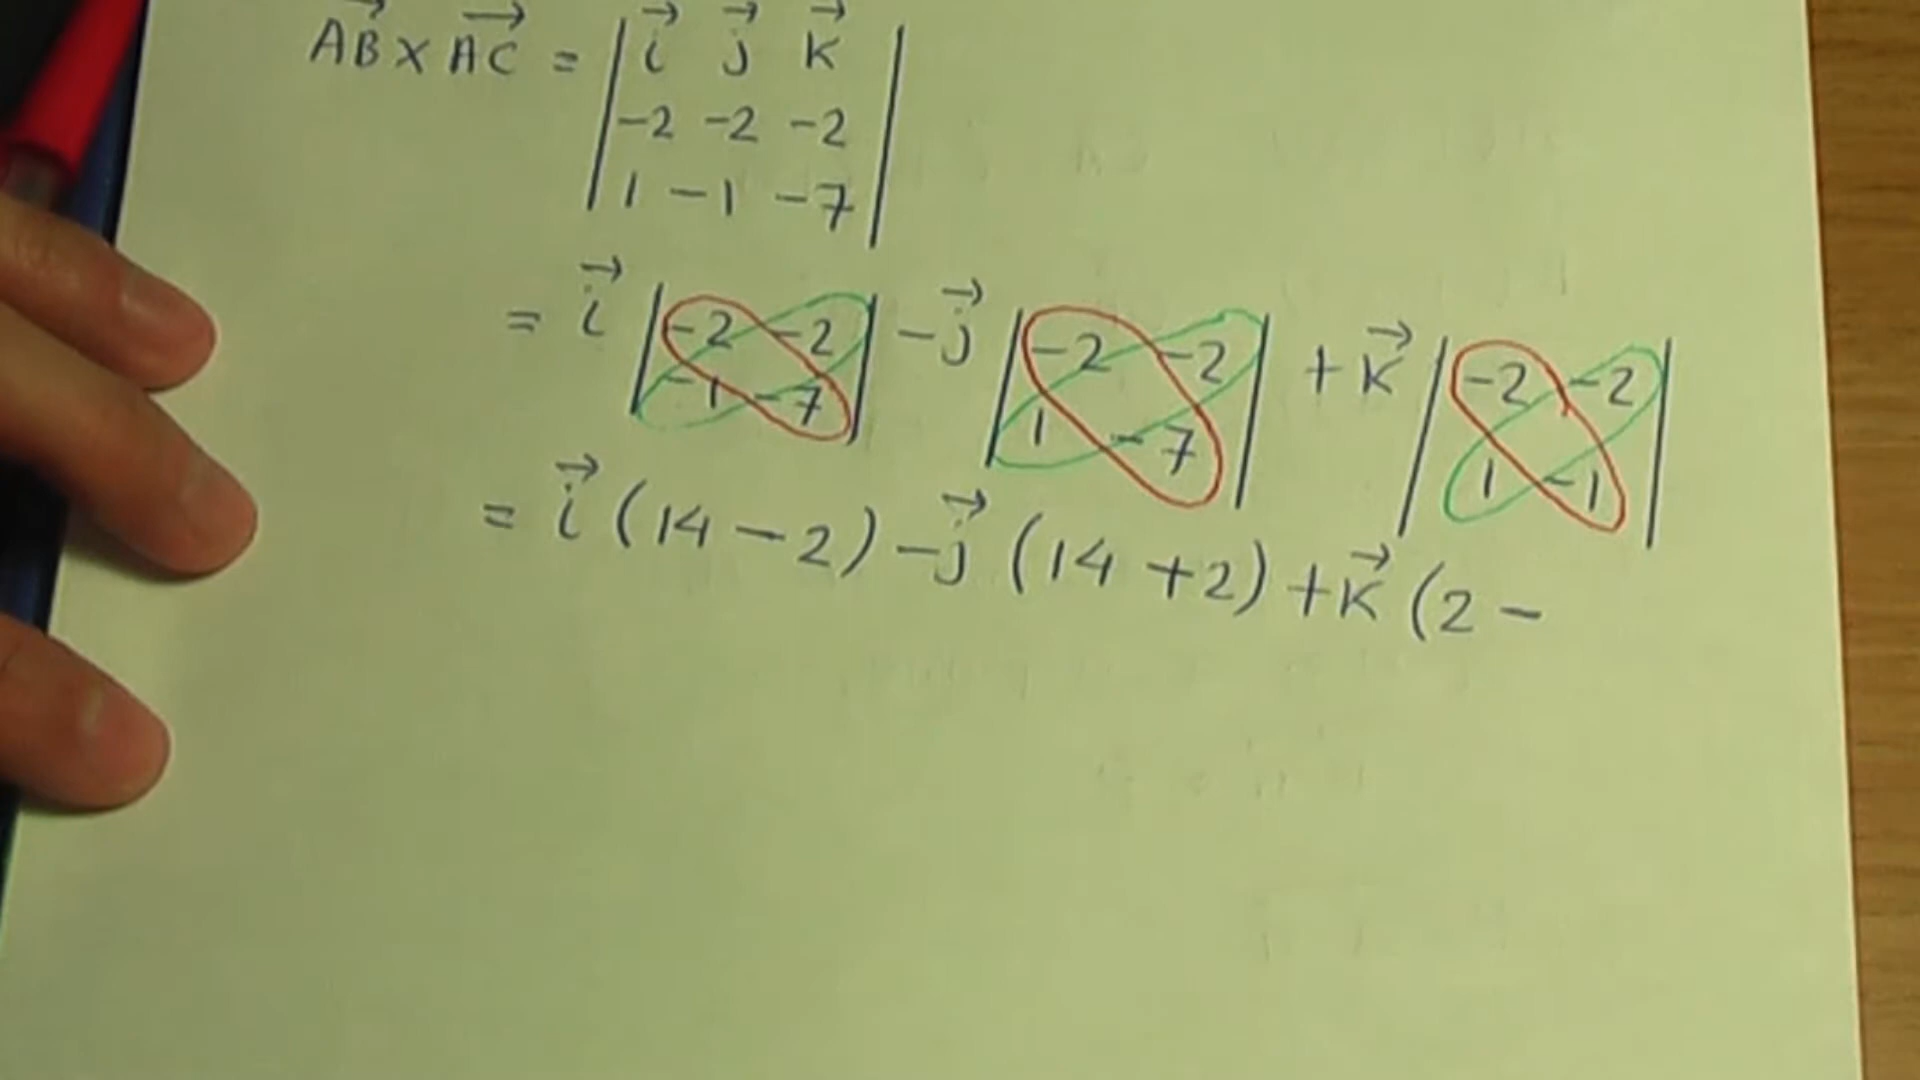 → → → → →
AB X AC = | i j k |
-2 -2 -2
1 -1 -7
= i→ | -2 -2 | - j→ | -2 -2 | + k→ | -2 -2 |
-1 -7 1 -7 1 -1
= i→ (14 - 2) - j→ (14 + 2) + k→ (2 -